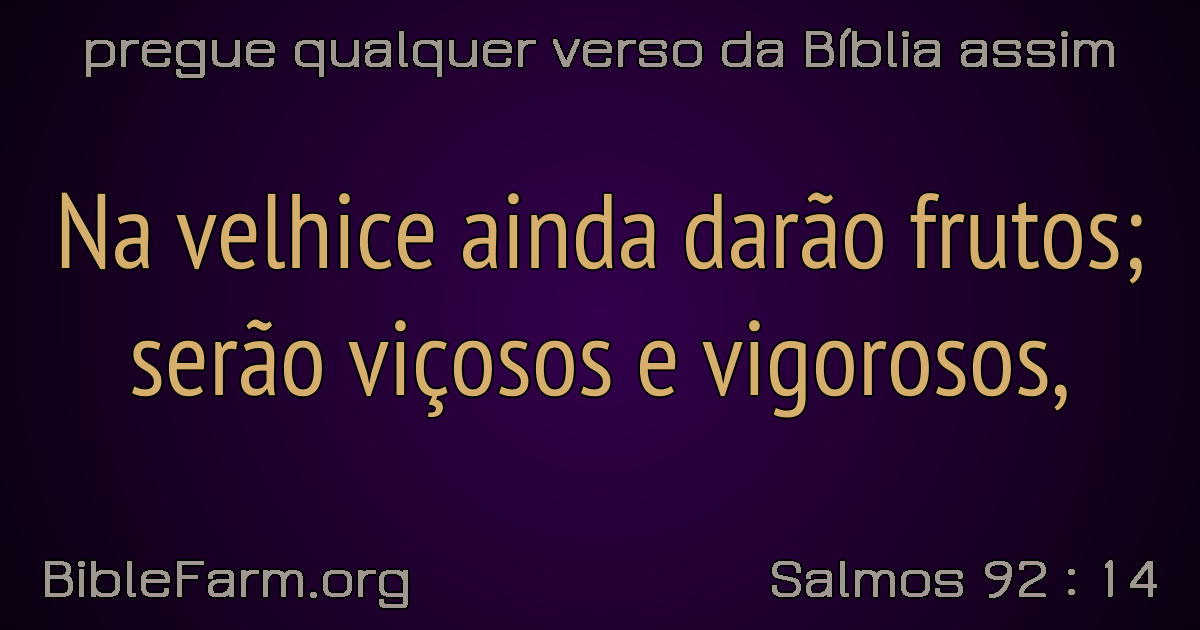 pregue qualquer verso da Bíblia assim
Na velhice ainda darão frutos;
serão viçosos e vigorosos,
BibleFarm.org
Salmos 92 : 14